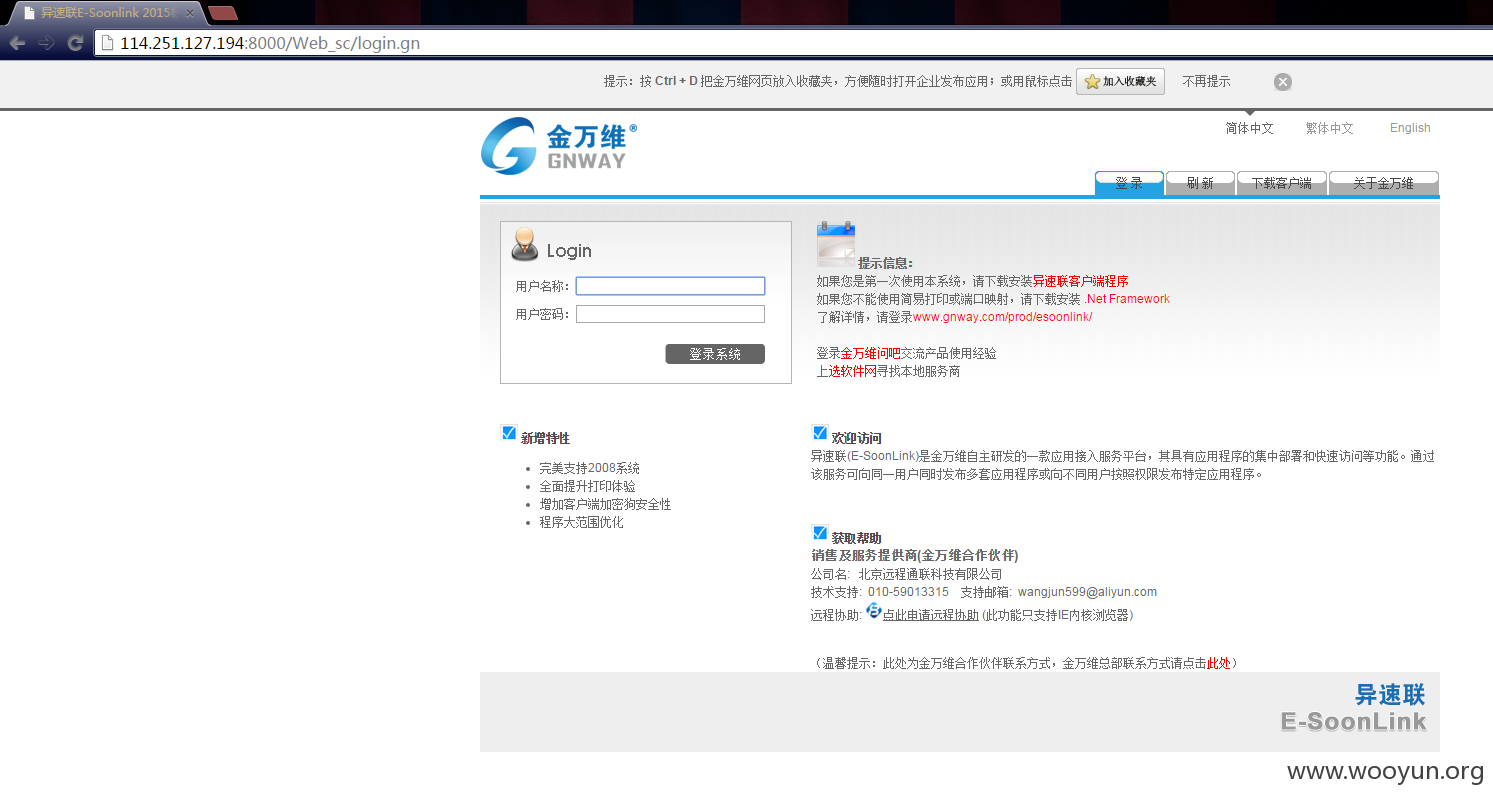 异速联E-Soonlink 2015
114.251.127.194:8000/Web_sc/login.gn
提示：按 Ctrl + D 把金万维网页放入收藏夹，方便随时打开企业发布应用；或用鼠标点击 加入收藏夹 不再提示
简体中文 繁体中文 English
金万维®
GNWAY
登 录 刷 新 下载客户端 关于金万维
Login
用户名称：
用户密码：
登录系统
提示信息：
如果您是第一次使用本系统，请下载安装异速联客户端程序
如果您不能使用简易打印或端口映射，请下载安装 .Net Framework
了解详情，请登录www.gnway.com/prod/esoonlink/
登录金万维问吧交流产品使用经验
上选软件网寻找本地服务商
新增特性
完美支持2008系统
全面提升打印体验
增加客户端加密狗安全性
程序大范围优化
欢迎访问
异速联(E-SoonLink)是金万维自主研发的一款应用接入服务平台，其具有应用程序的集中部署和快速访问等功能。通过
该服务可向同一用户同时发布多套应用程序或向不同用户按照权限发布特定应用程序。
获取帮助
销售及服务提供商(金万维合作伙伴)
公司名: 北京远程通联科技有限公司
技术支持: 010-59013315 支持邮箱: wangjun599@aliyun.com
远程协助: 点此申请远程协助 (此功能只支持IE内核浏览器)
（温馨提示：此处为金万维合作伙伴联系方式，金万维总部联系方式请点击此处）
异速联
E-SoonLink
www.wooyun.org